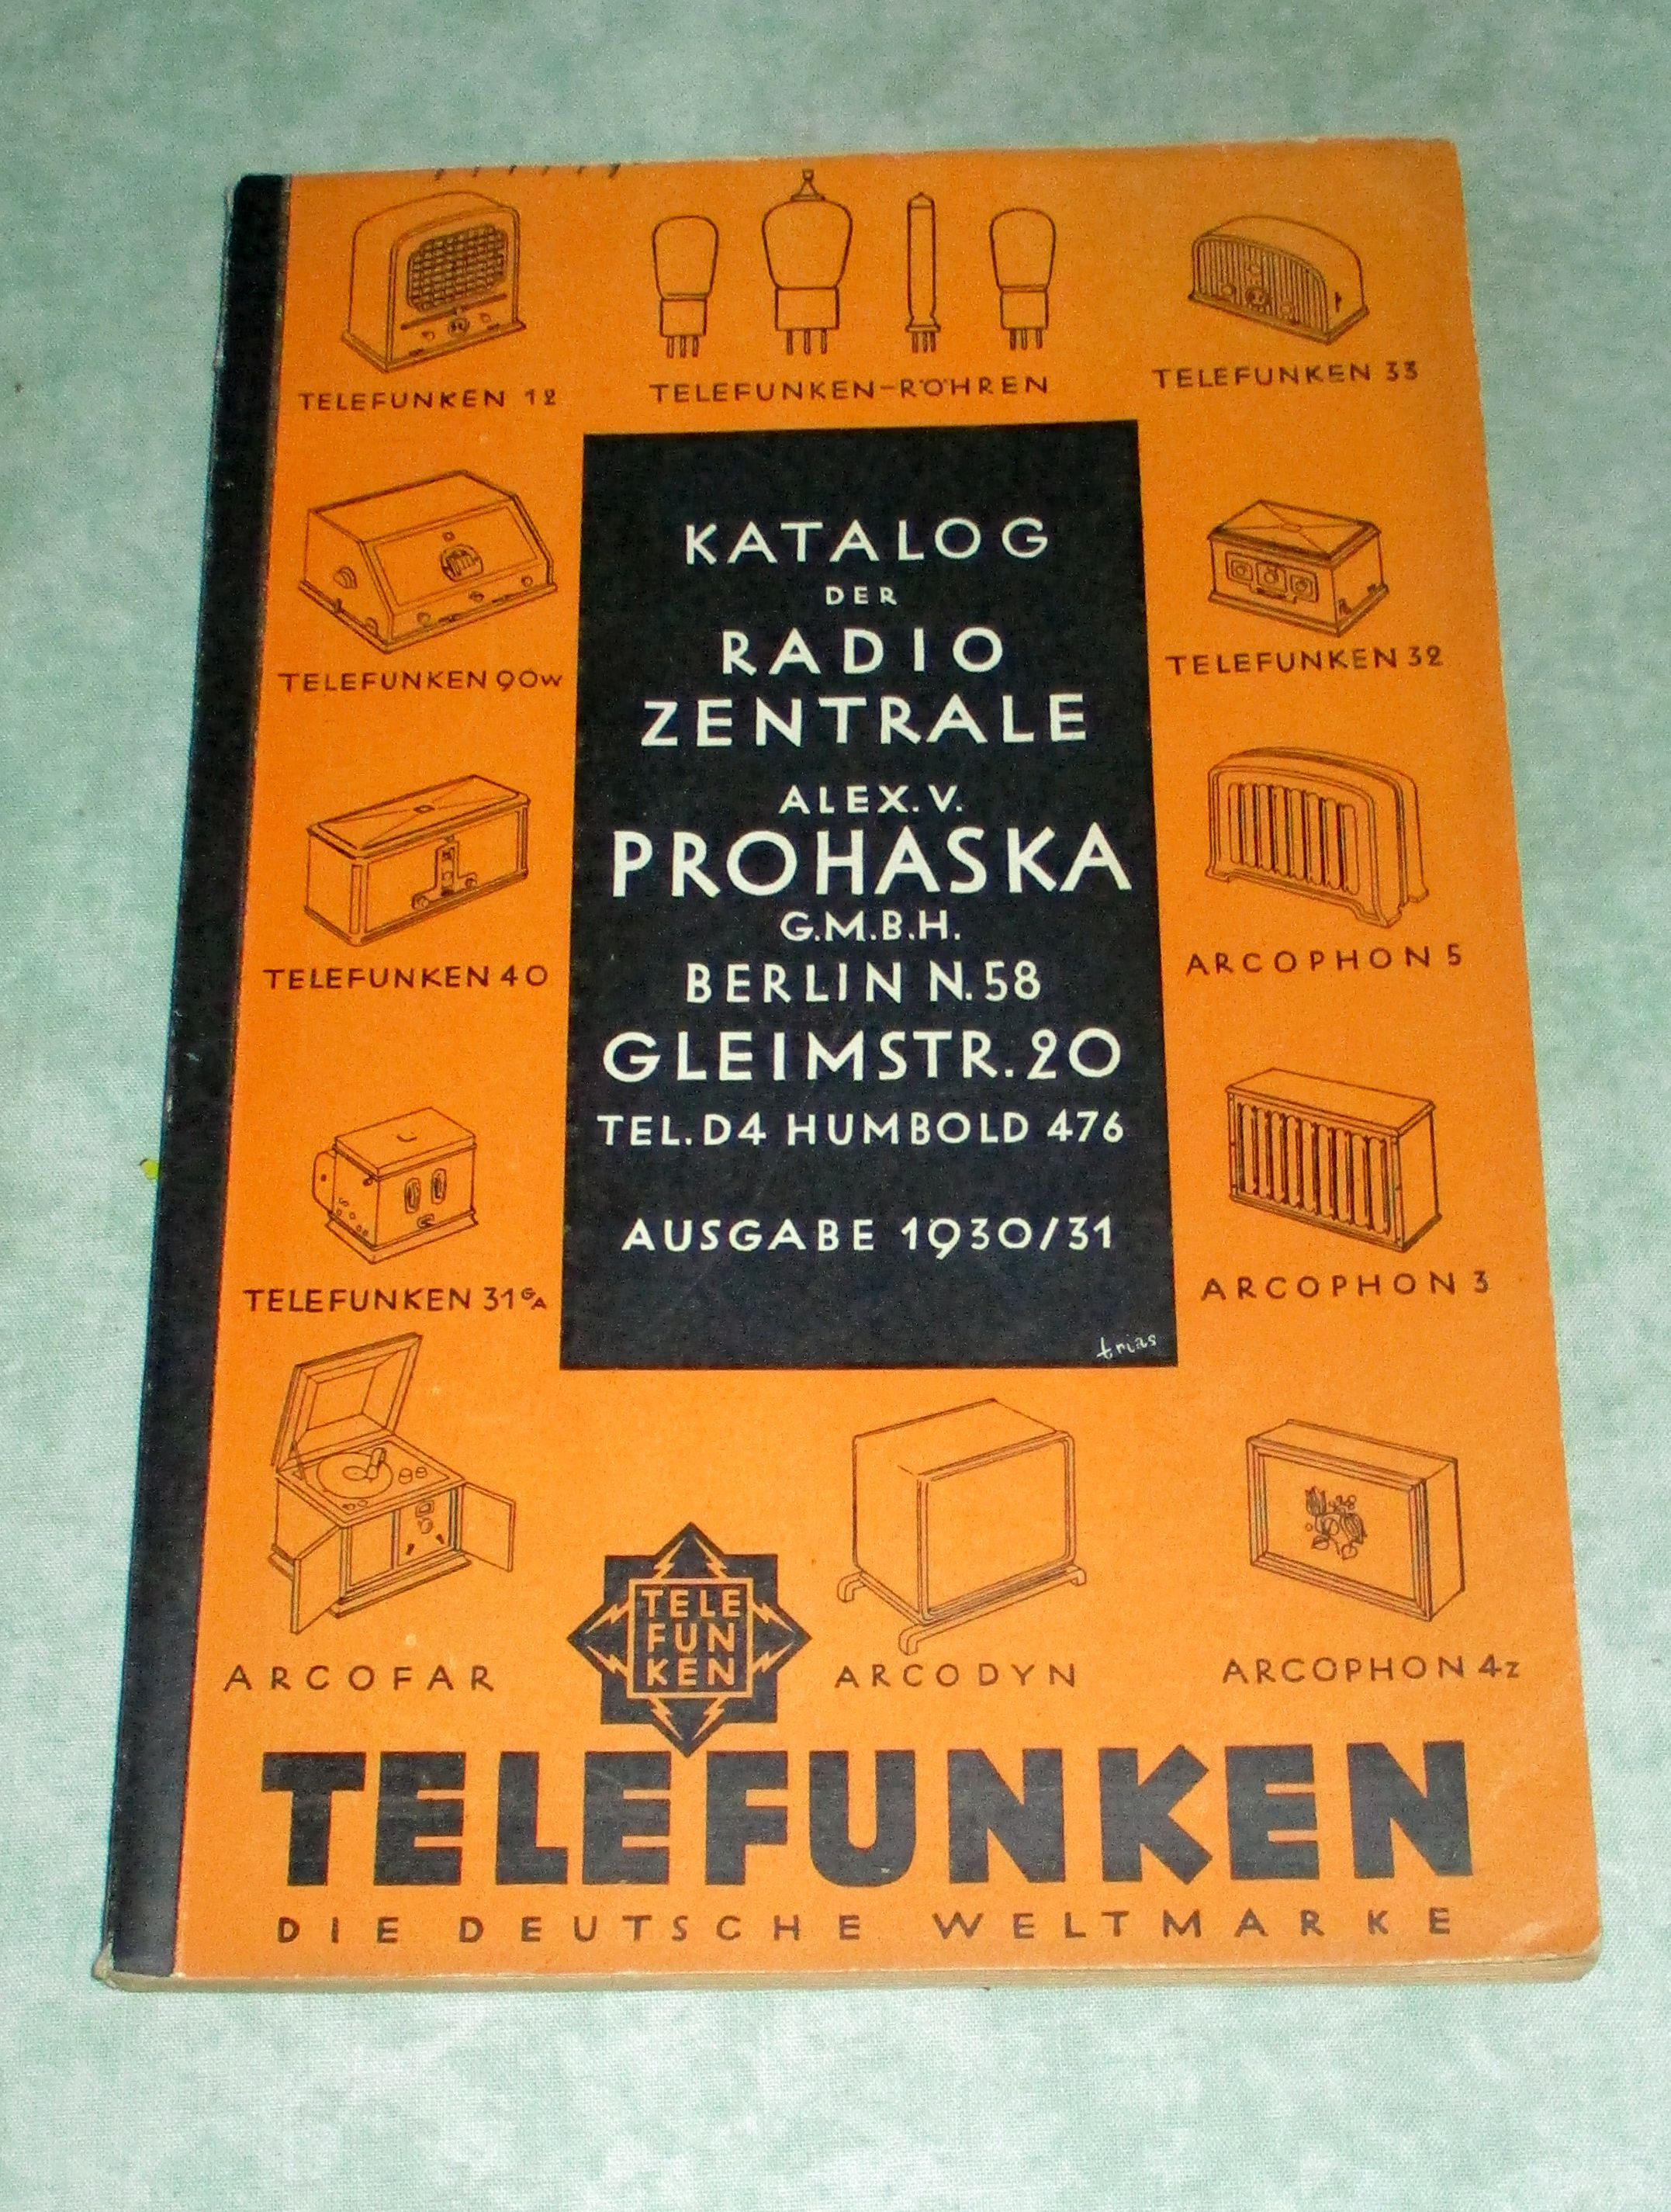 TELEFUNKEN 12
TELEFUNKEN-RÖHREN
TELEFUNKEN 33
KATALOG
DER
RADIO
ZENTRALE
ALEX. V.
PROHASKA
G.M.B.H.
BERLIN N. 58
GLEIMSTR. 20
TEL. D4 HUMBOLD 476
AUSGABE 1930/31
trias
TELEFUNKEN 90w
TELEFUNKEN 40
TELEFUNKEN 31 G/A
TELEFUNKEN 32
ARCOPHON 5
ARCOPHON 3
ARCOFAR
TELE
FUN
KEN
ARCODYN
ARCOPHON 4z
TELEFUNKEN
DIE DEUTSCHE WELTMARKE